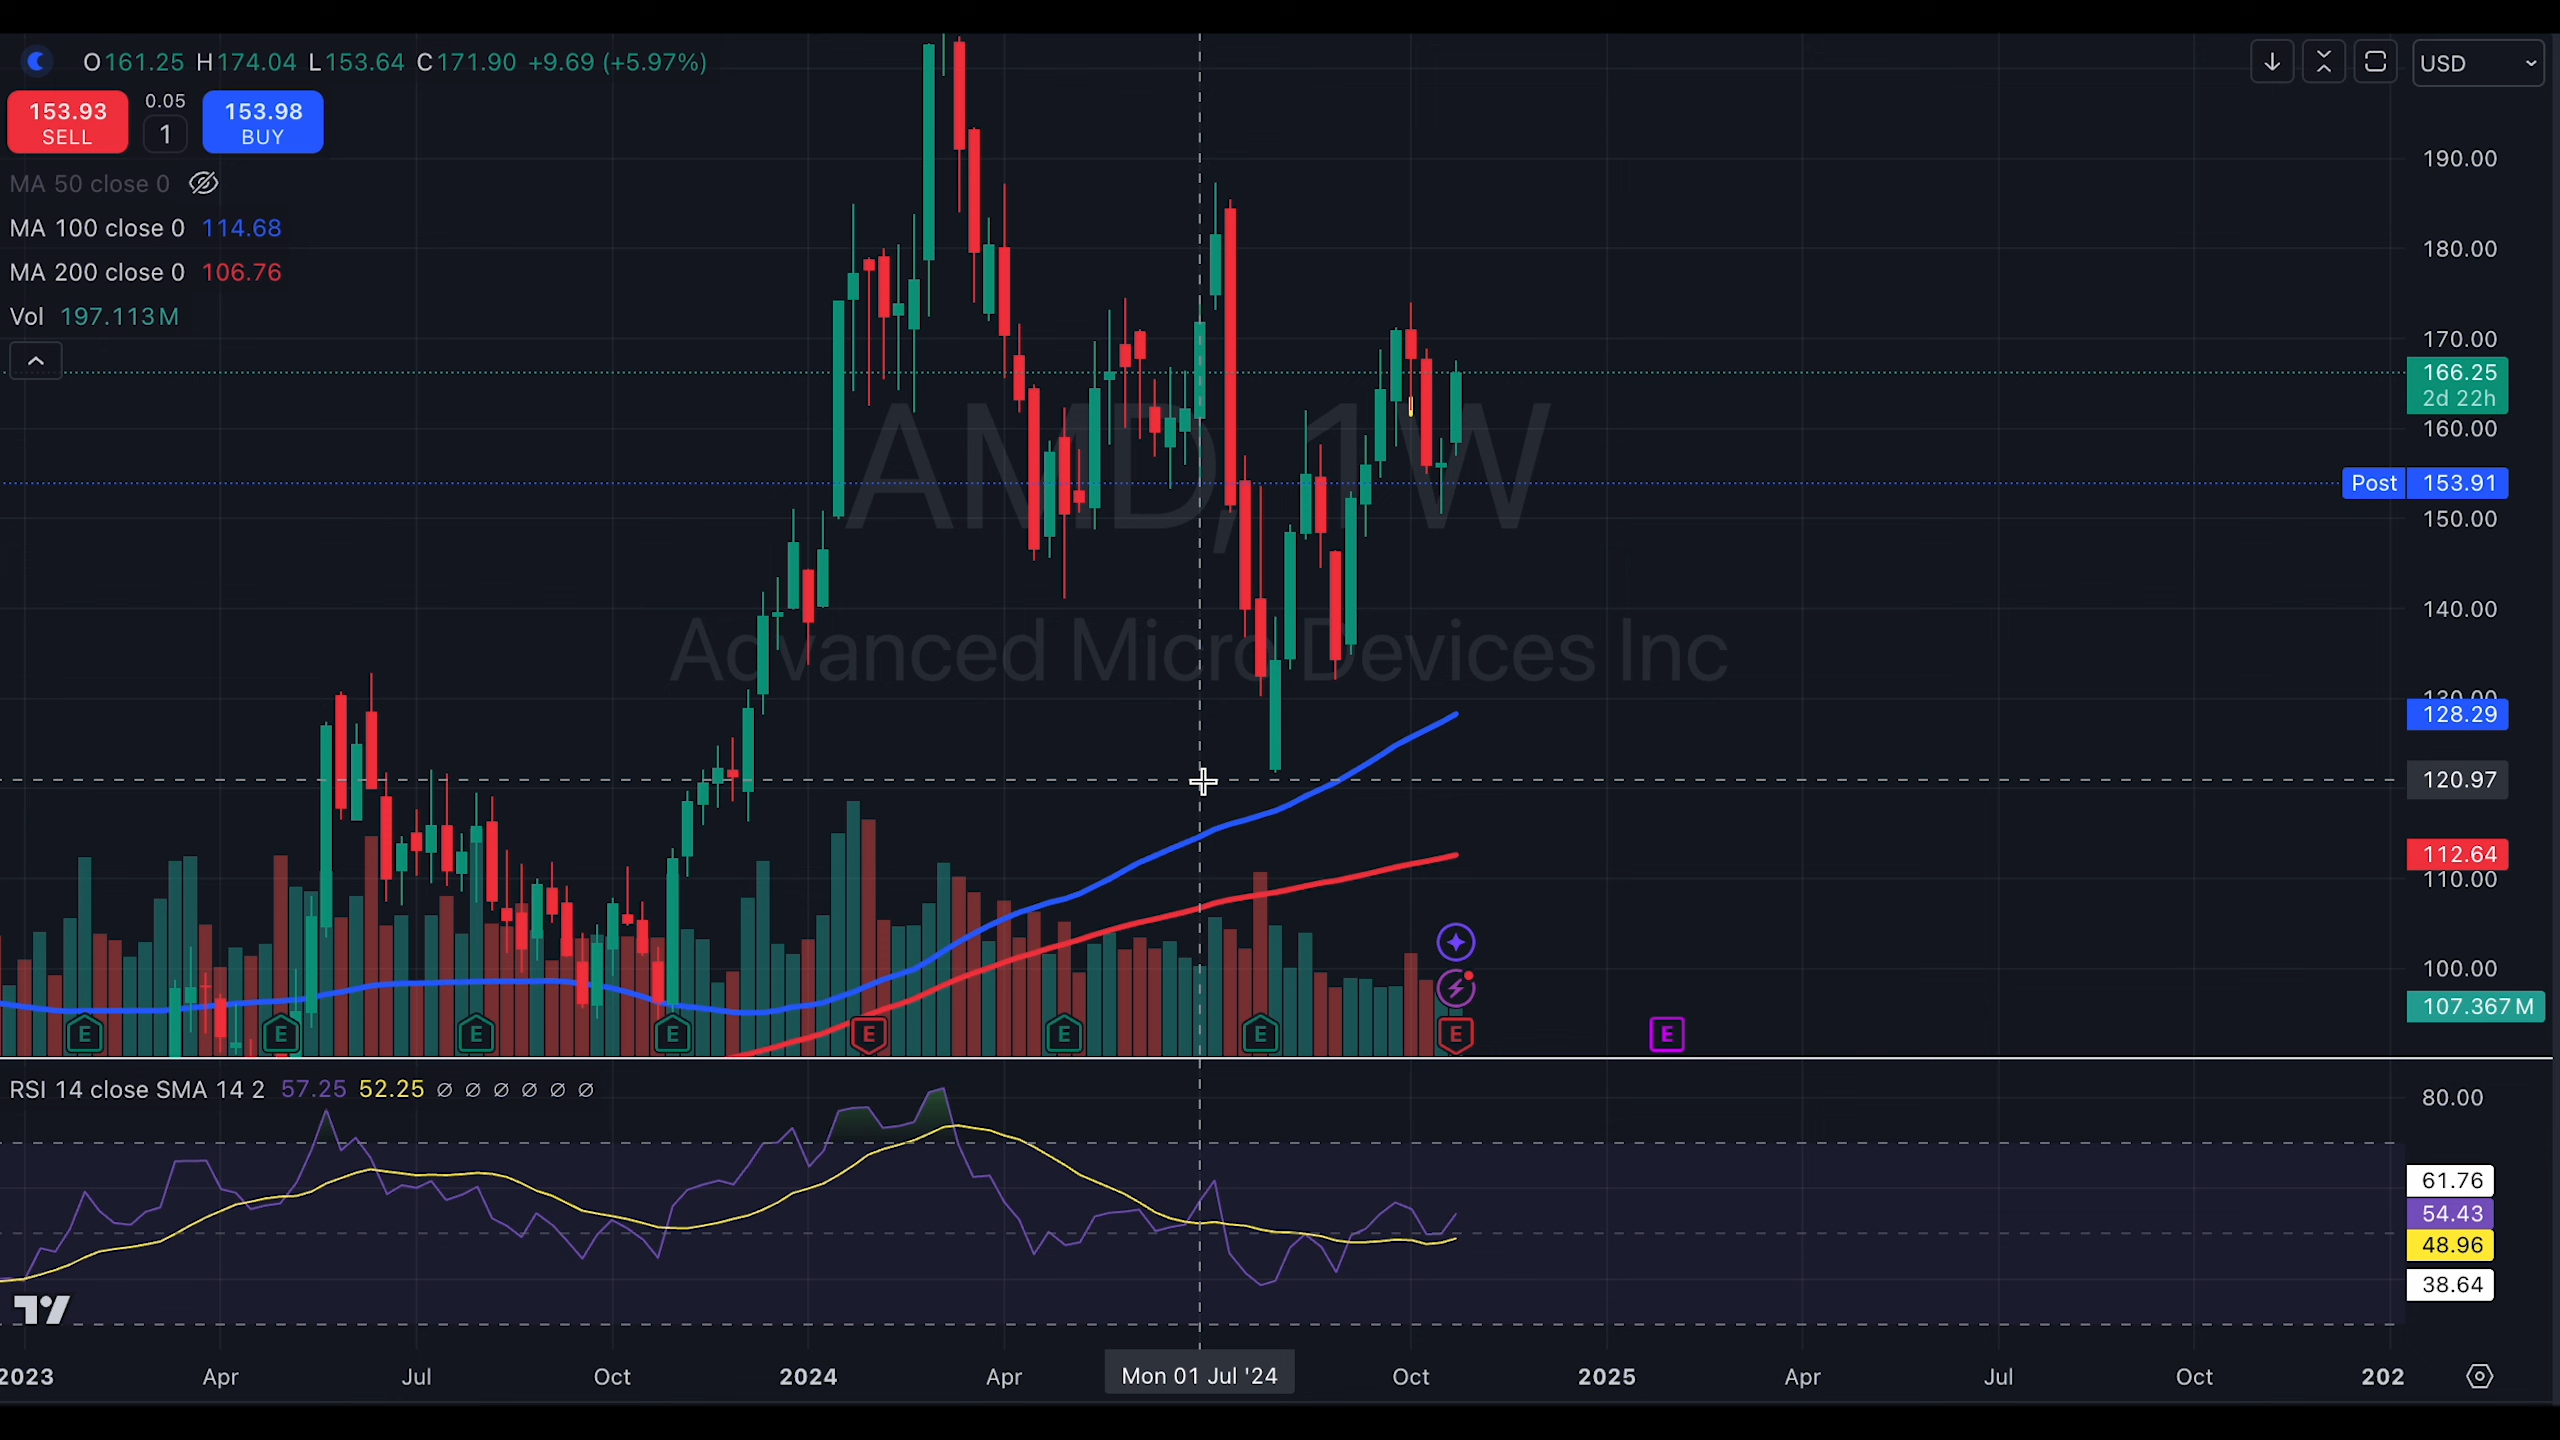 O161.25 H174.04 L153.64 C171.90 +9.69 (+5.97%)
USD
153.93
SELL
0.05
1
153.98
BUY
MA 50 close 0
MA 100 close 0 114.68
MA 200 close 0 106.76
Vol 197.113M
AMD, 1W
Advanced Micro Devices Inc
190.00
180.00
170.00
166.25
2d 22h
160.00
Post 153.91
150.00
140.00
130.00
128.29
120.97
112.64
110.00
100.00
107.367M
E E E E E E E E E
RSI 14 close SMA 14 2 57.25 52.25 ∅ ∅ ∅ ∅ ∅ ∅
80.00
61.76
54.43
48.96
38.64
2023 Apr Jul Oct 2024 Apr Mon 01 Jul '24 Oct 2025 Apr Jul Oct 202